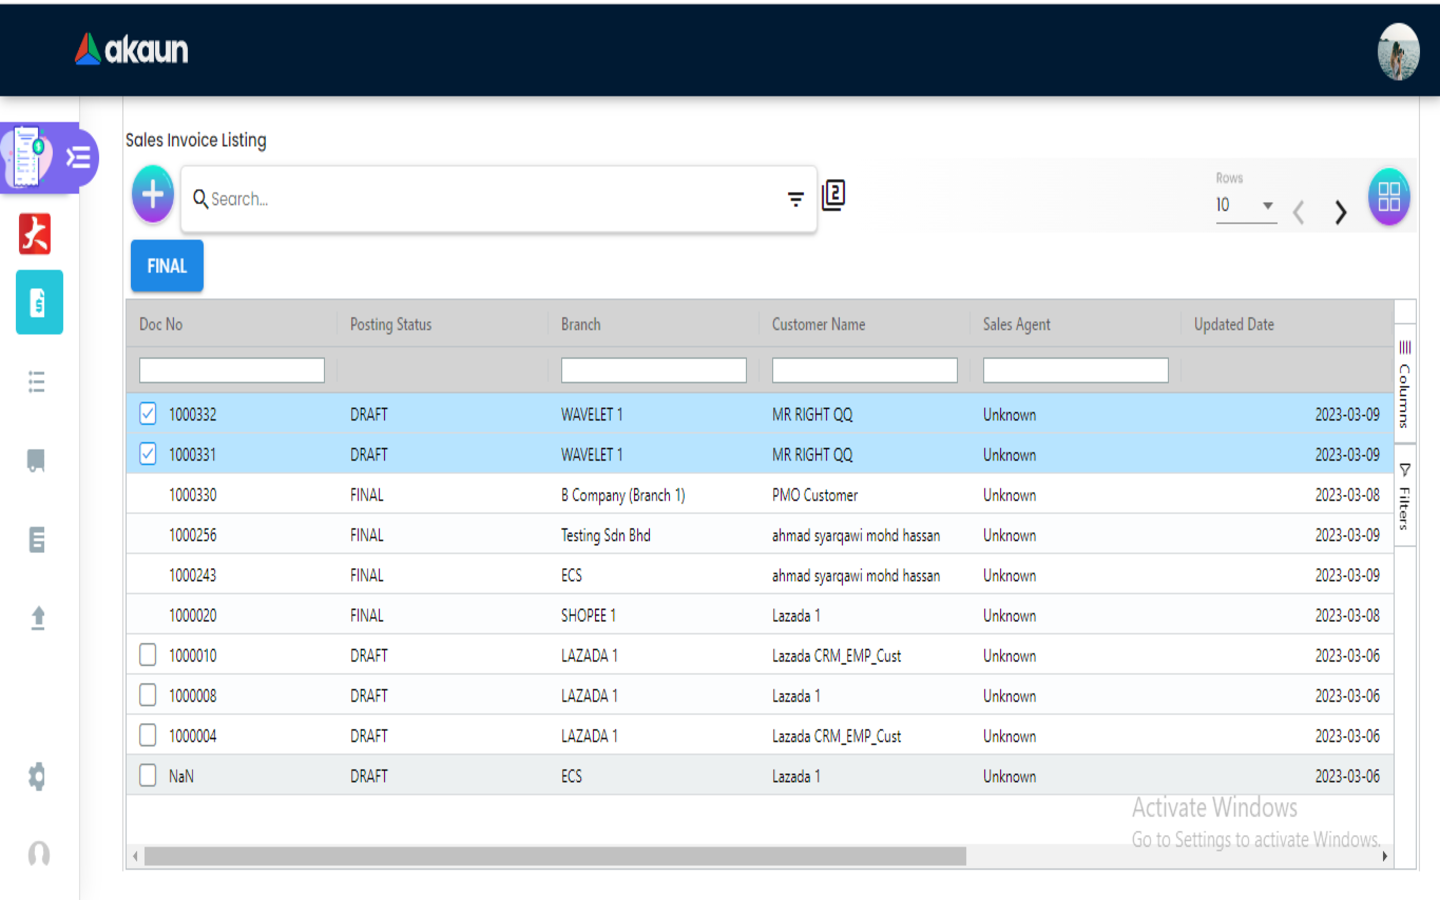 akaun
Sales Invoice Listing
Search...
2
Rows
10
FINAL
Doc No Posting Status Branch Customer Name Sales Agent Updated Date
1000332 DRAFT WAVELET 1 MR RIGHT QQ Unknown 2023-03-09
1000331 DRAFT WAVELET 1 MR RIGHT QQ Unknown 2023-03-09
1000330 FINAL B Company (Branch 1) PMO Customer Unknown 2023-03-08
1000256 FINAL Testing Sdn Bhd ahmad syarqawi mohd hassan Unknown 2023-03-09
1000243 FINAL ECS ahmad syarqawi mohd hassan Unknown 2023-03-09
1000020 FINAL SHOPEE 1 Lazada 1 Unknown 2023-03-08
1000010 DRAFT LAZADA 1 Lazada CRM_EMP_Cust Unknown 2023-03-06
1000008 DRAFT LAZADA 1 Lazada 1 Unknown 2023-03-06
1000004 DRAFT LAZADA 1 Lazada CRM_EMP_Cust Unknown 2023-03-06
NaN DRAFT ECS Lazada 1 Unknown 2023-03-06
Columns
Filters
Activate Windows
Go to Settings to activate Windows.